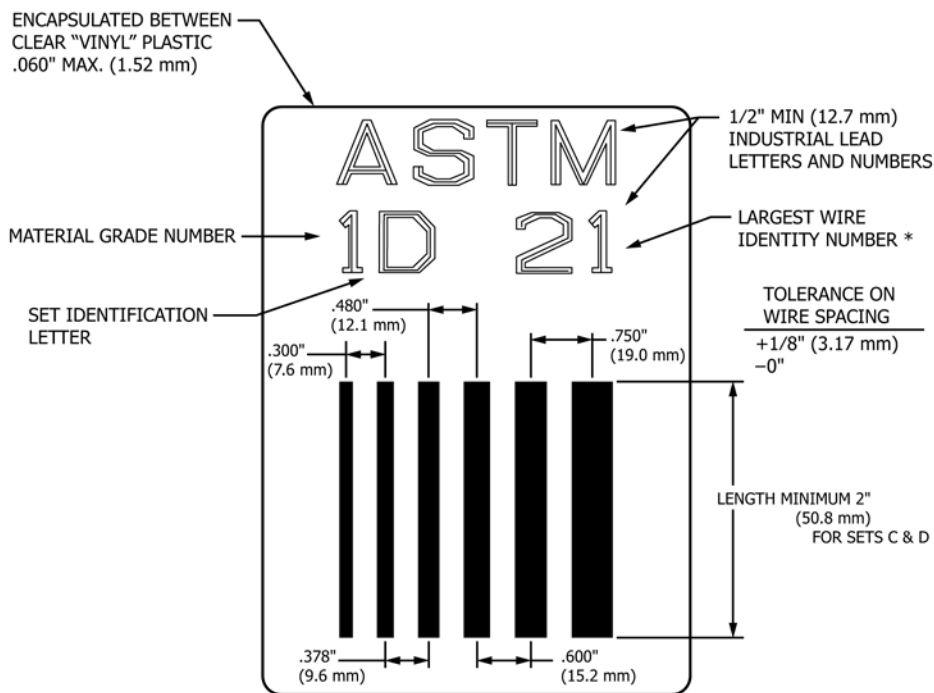 ENCAPSULATED BETWEEN
CLEAR “VINYL” PLASTIC
.060" MAX. (1.52 mm)
ASTM
1/2" MIN (12.7 mm)
INDUSTRIAL LEAD
LETTERS AND NUMBERS
1D 21
MATERIAL GRADE NUMBER
LARGEST WIRE
IDENTITY NUMBER *
SET IDENTIFICATION
LETTER
.480"
(12.1 mm)
TOLERANCE ON
WIRE SPACING
+1/8" (3.17 mm)
−0"
.300"
(7.6 mm)
.750"
(19.0 mm)
LENGTH MINIMUM 2"
(50.8 mm)
FOR SETS C & D
.378"
(9.6 mm)
.600"
(15.2 mm)